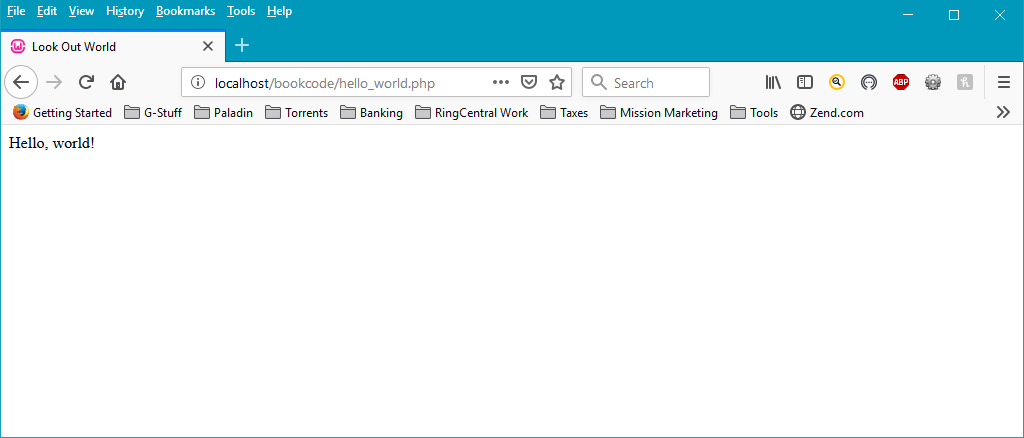 File Edit View History Bookmarks Tools Help
Look Out World
localhost/bookcode/hello_world.php
Search
ABP
Getting Started G-Stuff Paladin Torrents Banking RingCentral Work Taxes Mission Marketing Tools Zend.com
Hello, world!